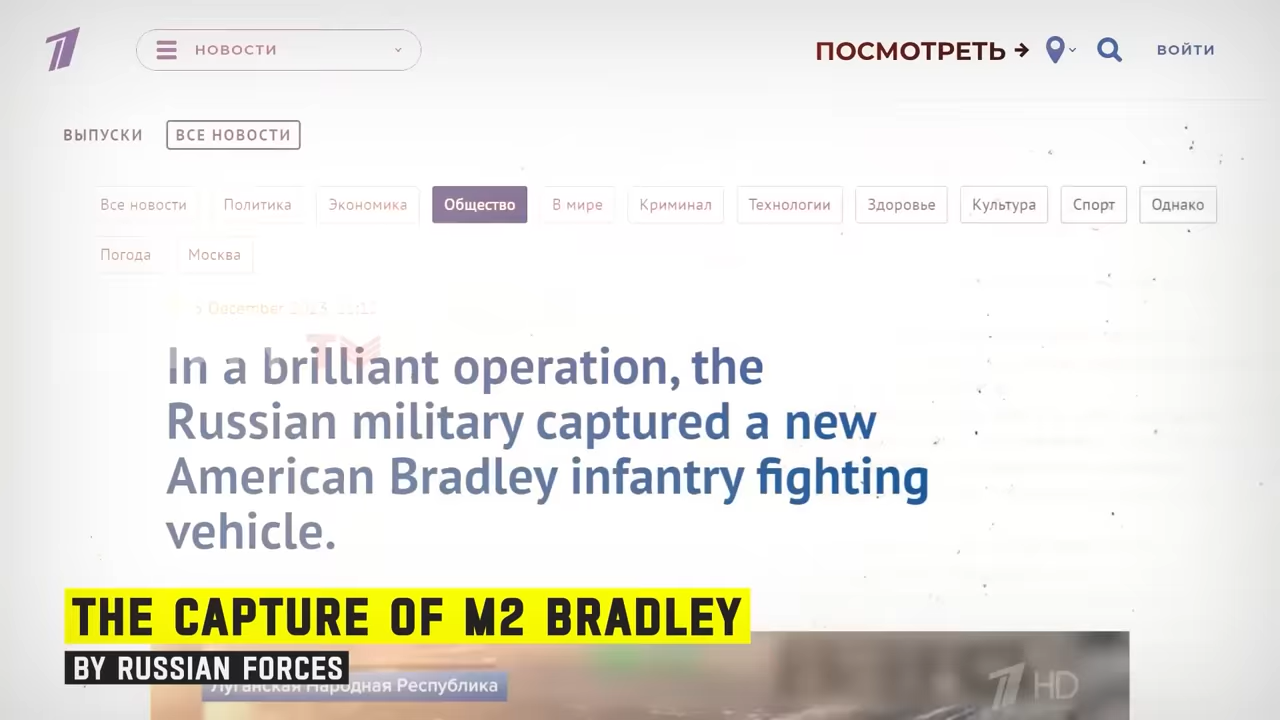 НОВОСТИ
ПОСМОТРЕТЬ →
ВОЙТИ
ВЫПУСКИ ВСЕ НОВОСТИ
Все новости Политика Экономика Общество В мире Криминал Технологии Здоровье Культура Спорт Однако
Погода Москва
December
In a brilliant operation, the
Russian military captured a new
American Bradley infantry fighting
vehicle.
THE CAPTURE OF M2 BRADLEY
BY RUSSIAN FORCES
Луганская Народная Республика
HD